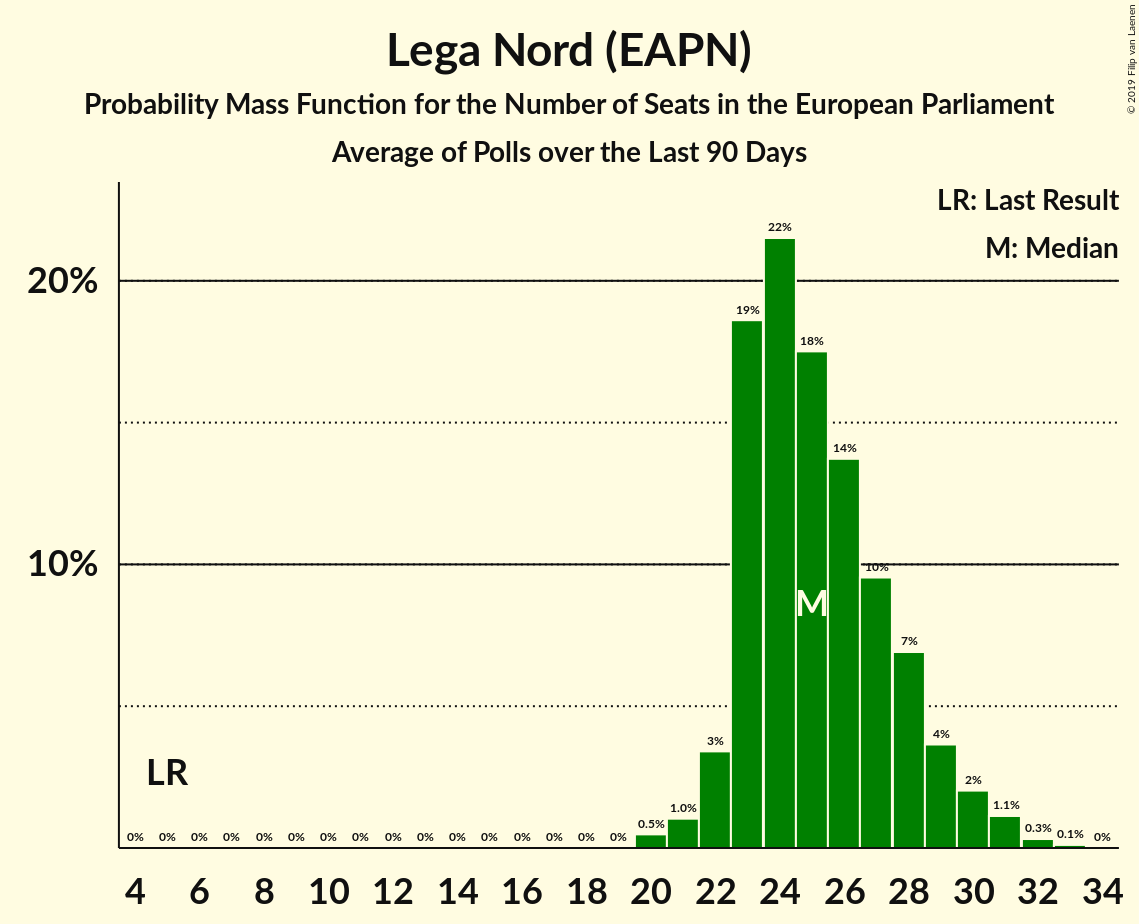 Lega Nord (EAPN)
Probability Mass Function for the Number of Seats in the European Parliament
Average of Polls over the Last 90 Days
© 2019 Filip van Laenen
LR: Last Result
M: Median
20%
10%
22%
19%
18%
14%
10%
7%
4%
3%
2%
M
LR
0% 0% 0% 0% 0% 0% 0% 0% 0% 0% 0% 0% 0% 0% 0% 0% 0.5% 1.0% 1.1% 0.3% 0.1% 0%
4 6 8 10 12 14 16 18 20 22 24 26 28 30 32 34